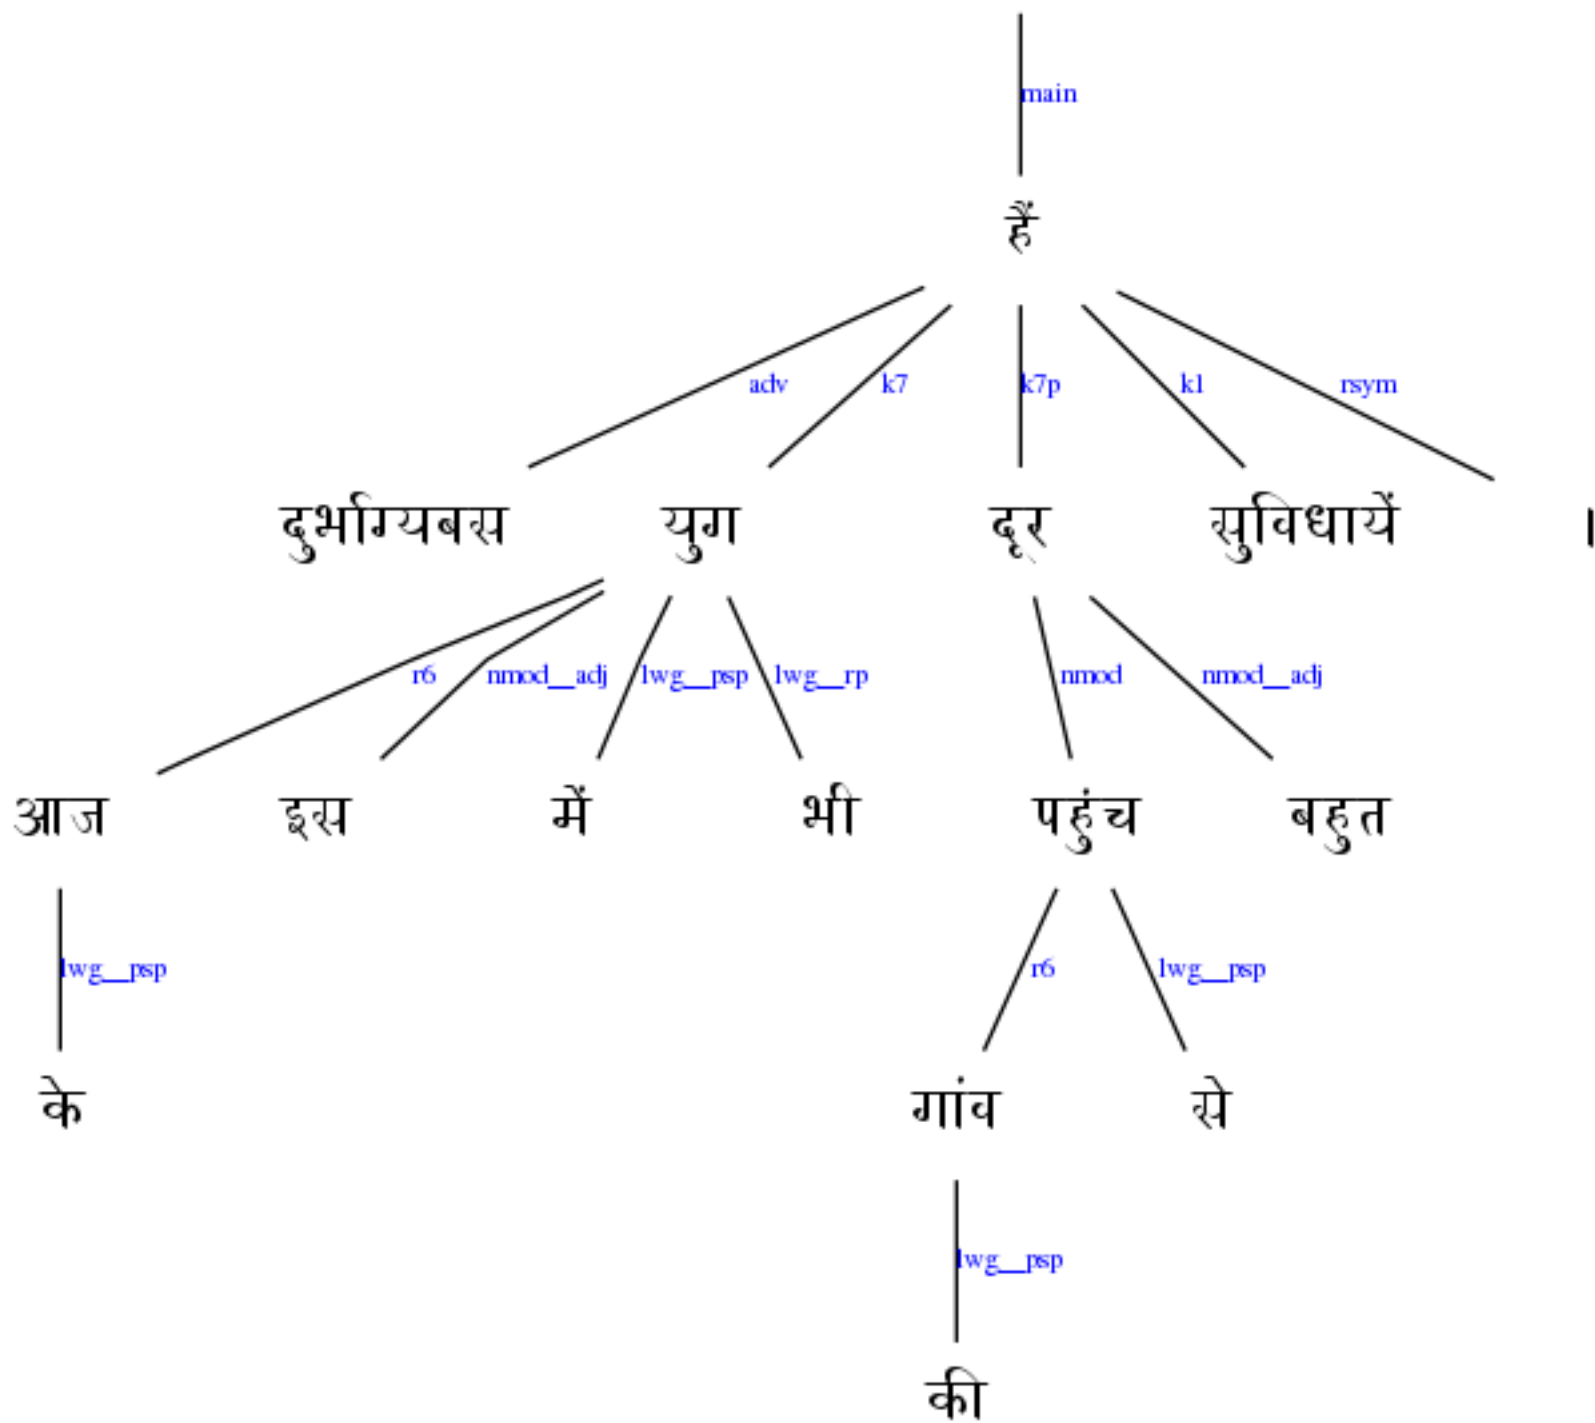 main
हैं
adv k7 k7p k1 rsym
दुर्भाग्यबस युग दूर सुविधायें ।
r6 nmod__adj lwg__psp lwg__rp nmod nmod__adj
आज इस में भी पहुंच बहुत
lwg__psp r6 lwg__psp
के गांव से
lwg__psp
की